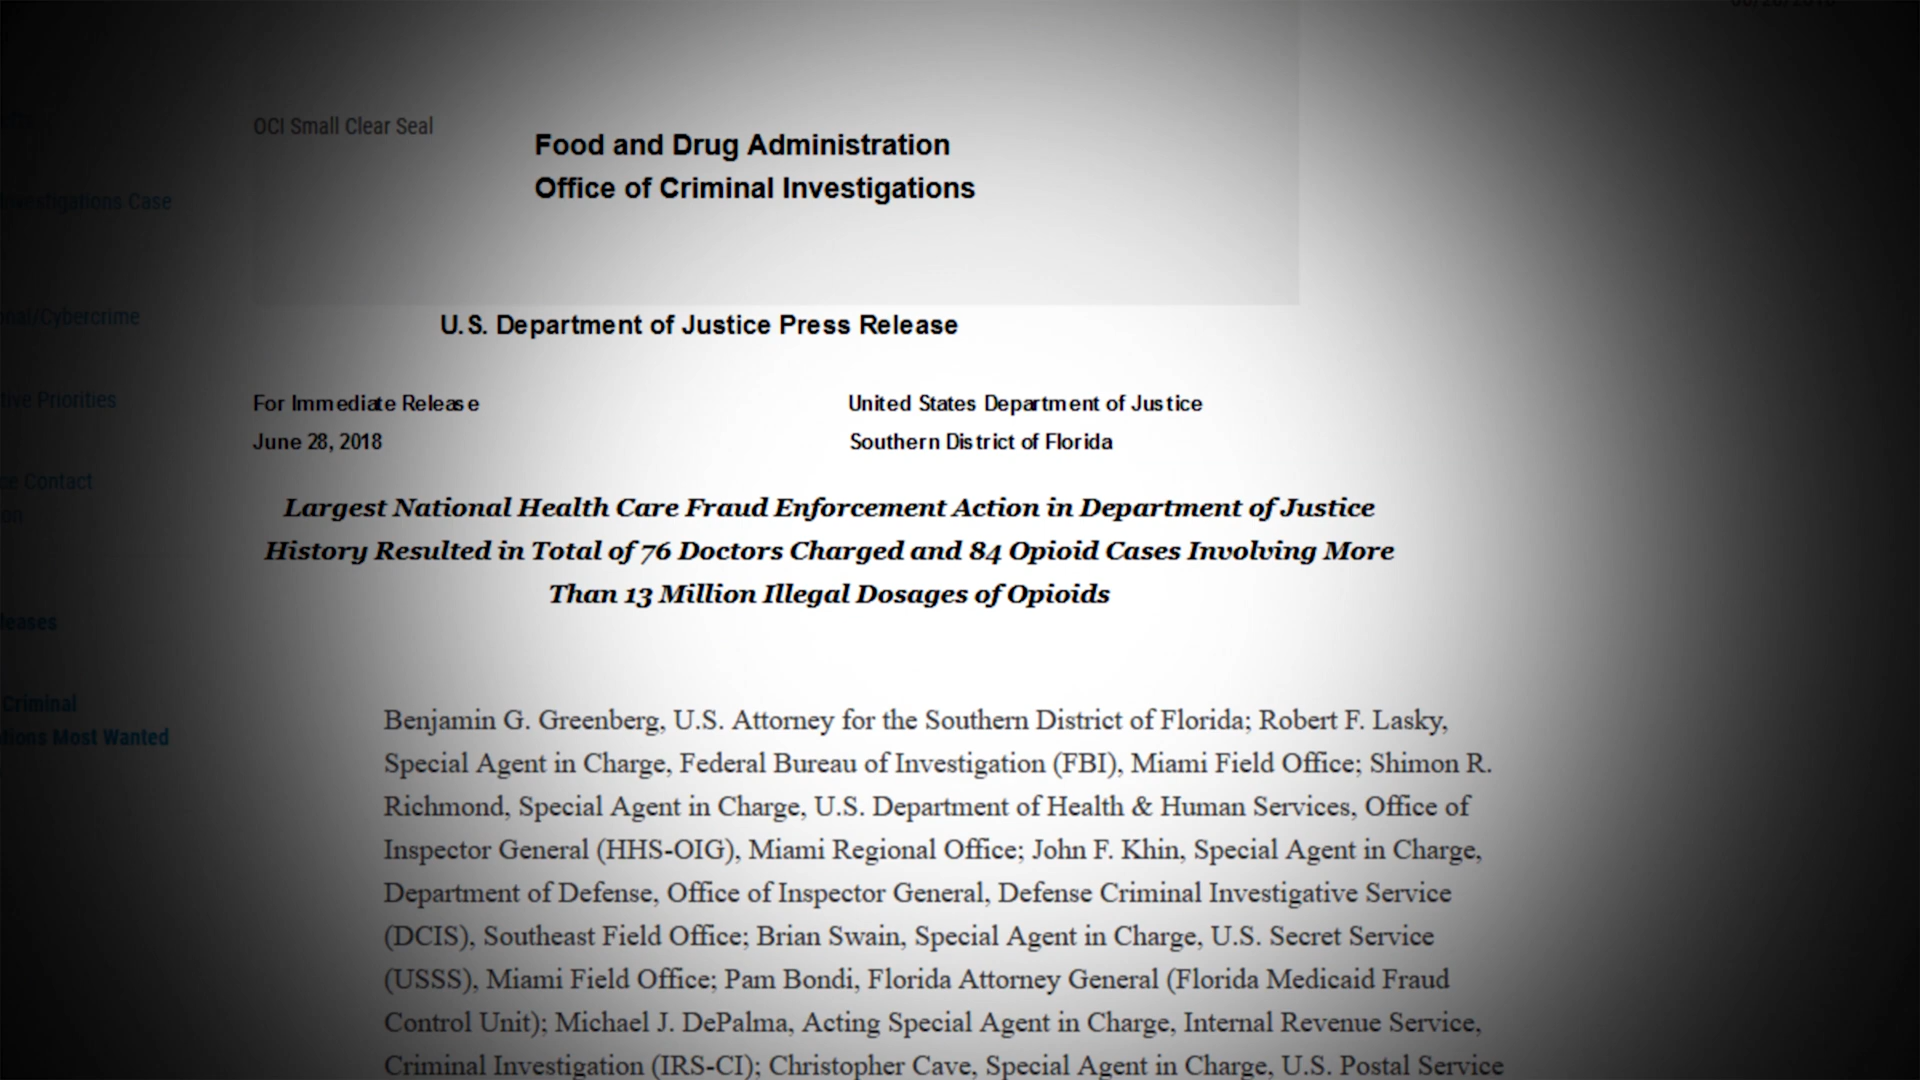 OCI Small Clear Seal
Food and Drug Administration
Office of Criminal Investigations
Investigations Case
U.S. Department of Justice Press Release
Cybercrime
For Immediate Release
United States Department of Justice
Priorities
June 28, 2018
Southern District of Florida
Contact
Largest National Health Care Fraud Enforcement Action in Department of Justice
History Resulted in Total of 76 Doctors Charged and 84 Opioid Cases Involving More
Than 13 Million Illegal Dosages of Opioids
Criminal
Most Wanted
Benjamin G. Greenberg, U.S. Attorney for the Southern District of Florida; Robert F. Lasky,
Special Agent in Charge, Federal Bureau of Investigation (FBI), Miami Field Office; Shimon R.
Richmond, Special Agent in Charge, U.S. Department of Health & Human Services, Office of
Inspector General (HHS-OIG), Miami Regional Office; John F. Khin, Special Agent in Charge,
Department of Defense, Office of Inspector General, Defense Criminal Investigative Service
(DCIS), Southeast Field Office; Brian Swain, Special Agent in Charge, U.S. Secret Service
(USSS), Miami Field Office; Pam Bondi, Florida Attorney General (Florida Medicaid Fraud
Control Unit); Michael J. DePalma, Acting Special Agent in Charge, Internal Revenue Service,
Criminal Investigation (IRS-CI); Christopher Cave, Special Agent in Charge, U.S. Postal Service